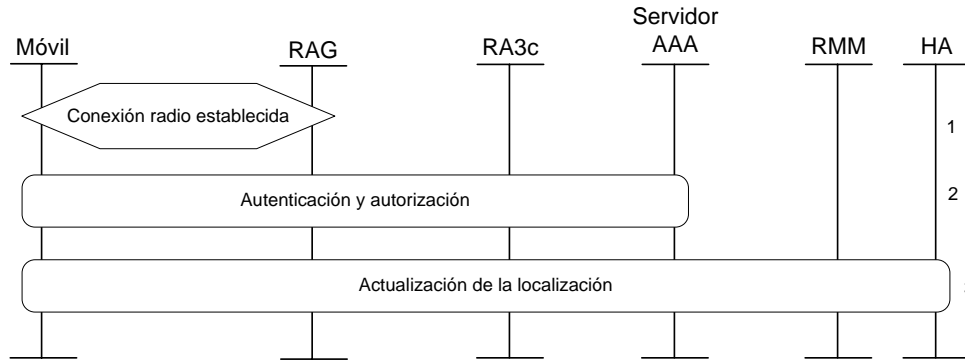 Servidor
Móvil RAG RA3c AAA RMM HA
Conexión radio establecida
1
Autenticación y autorización
2
Actualización de la localización